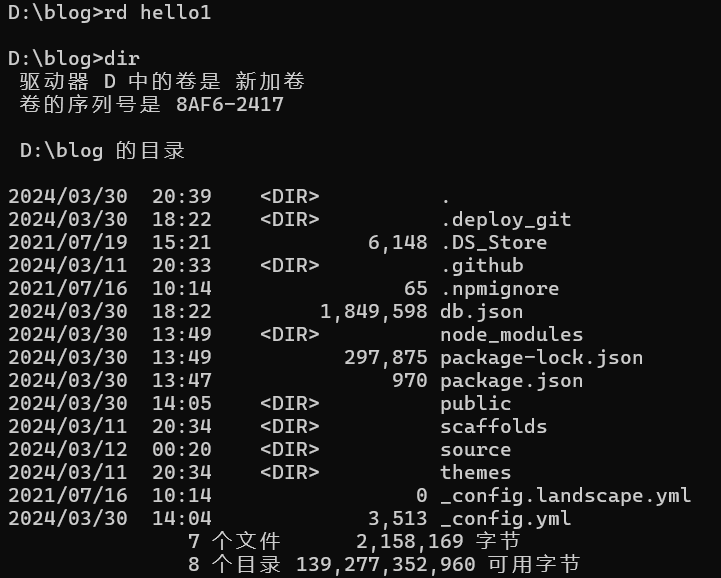 D:\blog>rd hello1
D:\blog>dir
驱动器 D 中的卷是 新加卷
卷的序列号是 8AF6-2417
D:\blog 的目录
2024/03/30  20:39    <DIR>          .
2024/03/30  18:22    <DIR>          .deploy_git
2021/07/19  15:21             6,148 .DS_Store
2024/03/11  20:33    <DIR>          .github
2021/07/16  10:14                65 .npmignore
2024/03/30  18:22         1,849,598 db.json
2024/03/30  13:49    <DIR>          node_modules
2024/03/30  13:49           297,875 package-lock.json
2024/03/30  13:47               970 package.json
2024/03/30  14:05    <DIR>          public
2024/03/11  20:34    <DIR>          scaffolds
2024/03/12  00:20    <DIR>          source
2024/03/11  20:34    <DIR>          themes
2021/07/16  10:14                 0 _config.landscape.yml
2024/03/30  14:04             3,513 _config.yml
7 个文件      2,158,169 字节
8 个目录 139,277,352,960 可用字节